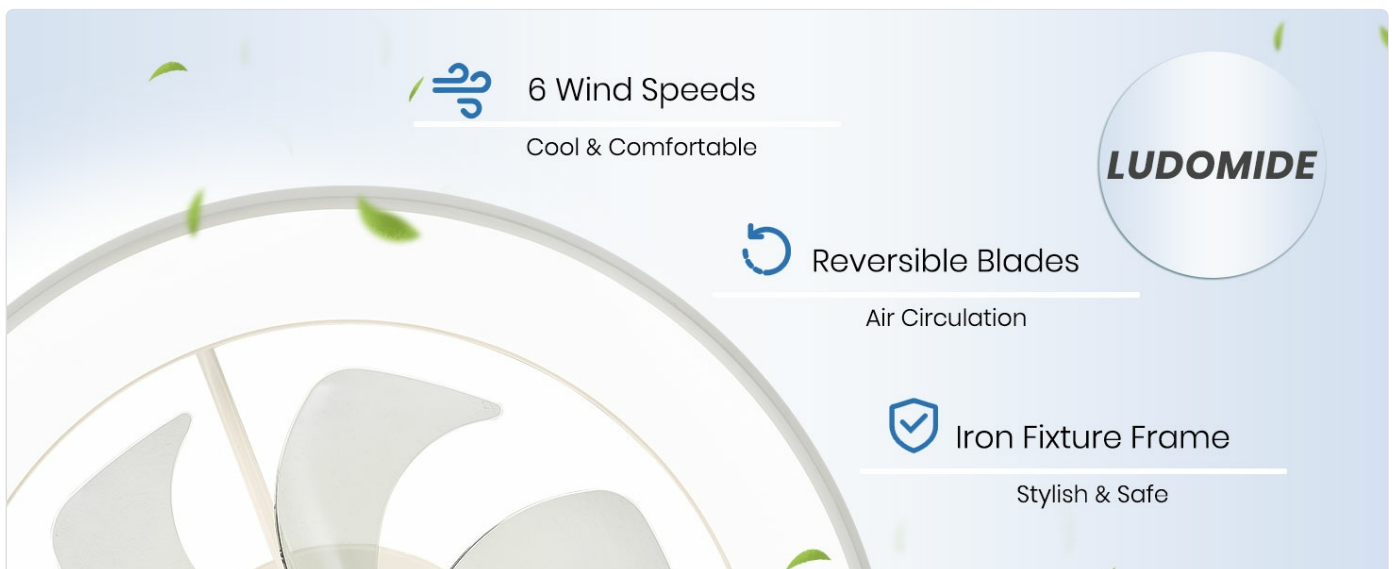 6 Wind Speeds
Cool & Comfortable
LUDOMIDE
Reversible Blades
Air Circulation
Iron Fixture Frame
Stylish & Safe